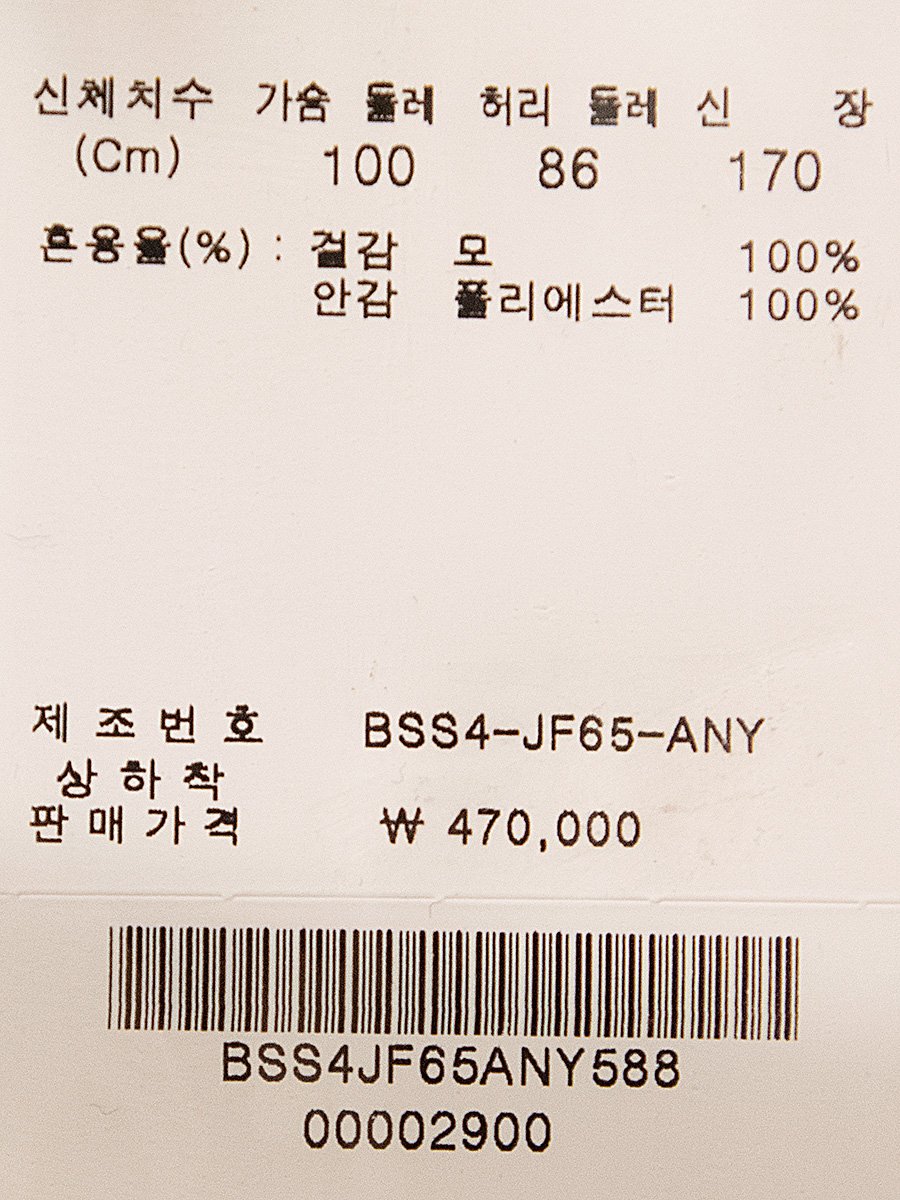 신체치수 가슴 둘레 허리 둘레 신 장
(Cm) 100 86 170
혼용율(%) : 겉감 모 100%
안감 폴리에스터 100%
제 조 번 호 BSS4-JF65-ANY
상 하 착
판 매 가 격 ₩ 470,000
BSS4JF65ANY588
00002900